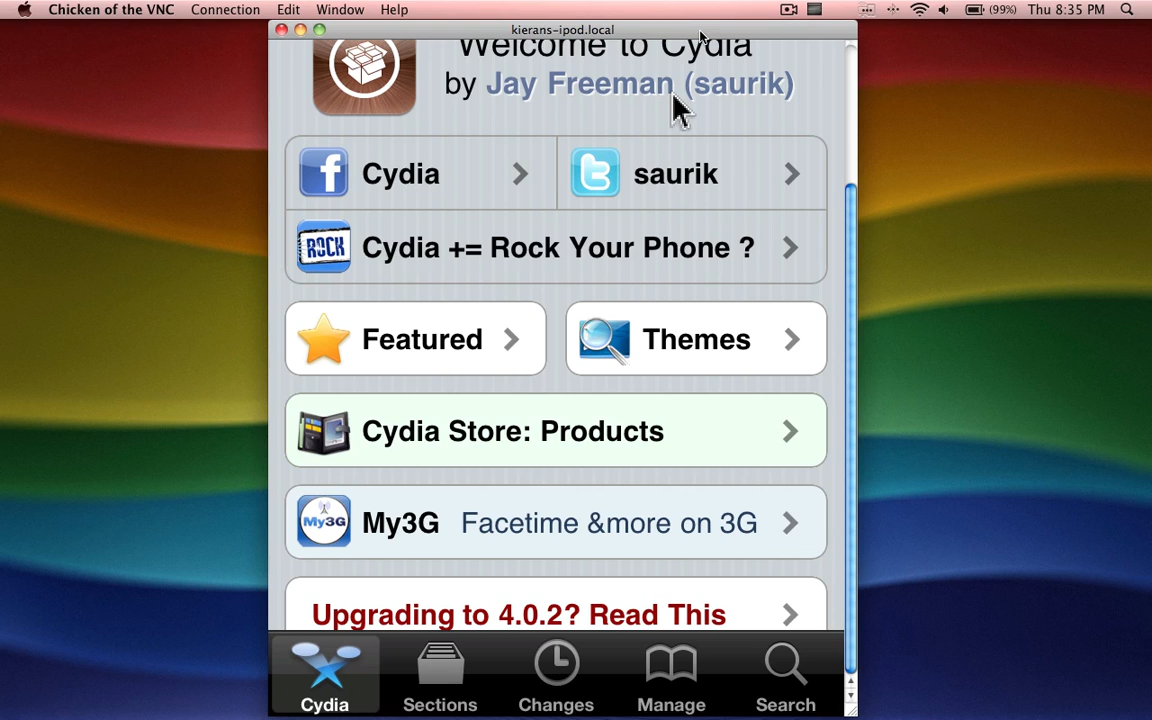 Chicken of the VNC Connection Edit Window Help (99%) Thu 8:35 PM
kierans-ipod.local
Welcome to Cydia
by Jay Freeman (saurik)
Cydia saurik
ROCK Cydia += Rock Your Phone ?
Featured Themes
Cydia Store: Products
My3G My3G Facetime &more on 3G
Upgrading to 4.0.2? Read This
Cydia Sections Changes Manage Search